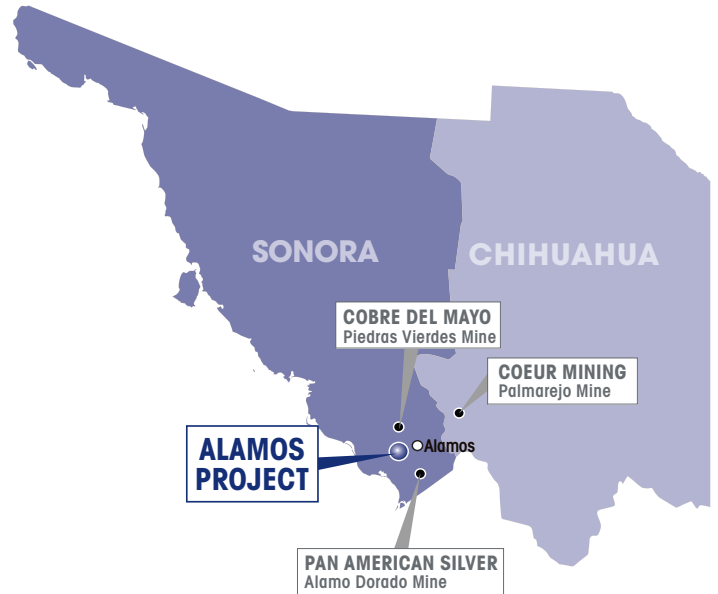 SONORA
CHIHUAHUA
COBRE DEL MAYO
Piedras Vierdes Mine
COEUR MINING
Palmarejo Mine
ALAMOS
PROJECT
Alamos
PAN AMERICAN SILVER
Alamo Dorado Mine